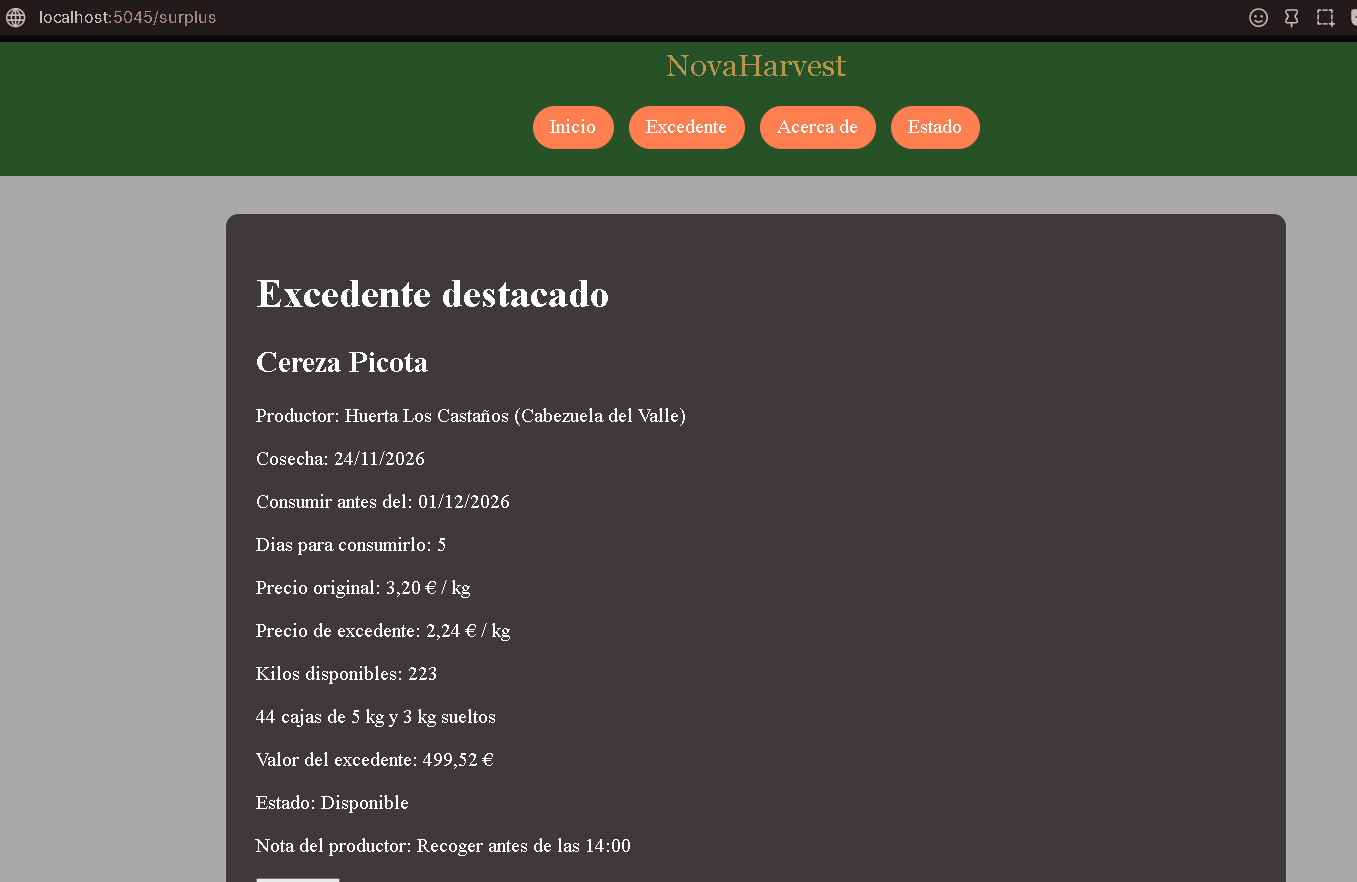 localhost:5045/surplus
NovaHarvest
Inicio Excedente Acerca de Estado
Excedente destacado
Cereza Picota
Productor: Huerta Los Castaños (Cabezuela del Valle)
Cosecha: 24/11/2026
Consumir antes del: 01/12/2026
Dias para consumirlo: 5
Precio original: 3,20 € / kg
Precio de excedente: 2,24 € / kg
Kilos disponibles: 223
44 cajas de 5 kg y 3 kg sueltos
Valor del excedente: 499,52 €
Estado: Disponible
Nota del productor: Recoger antes de las 14:00